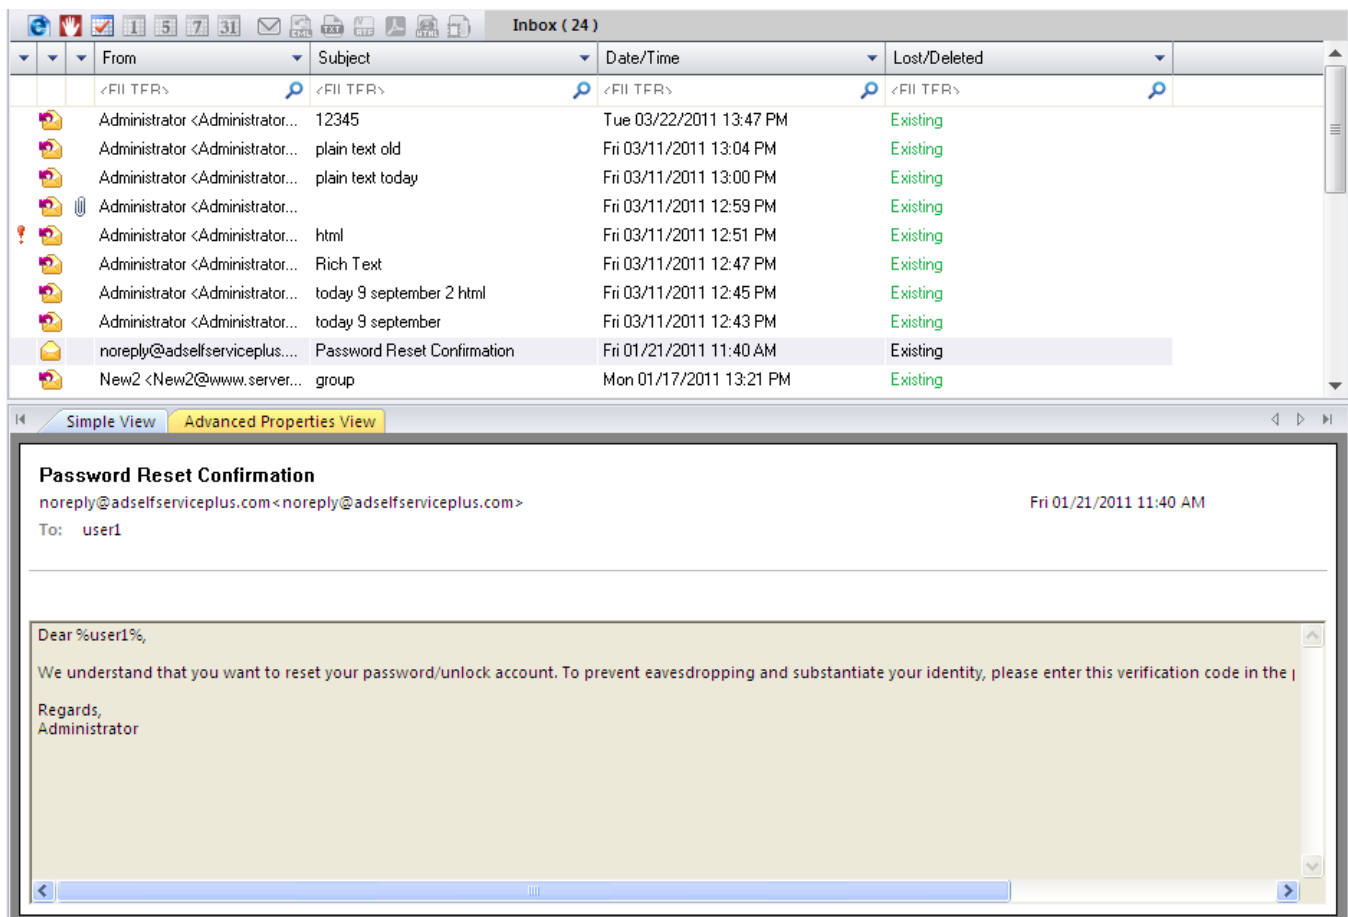 1 5 7 31 EML TXT RTF HTML Inbox ( 24 )
From Subject Date/Time Lost/Deleted
<FILTER> <FILTER> <FILTER> <FILTER>
Administrator <Administrator... 12345 Tue 03/22/2011 13:47 PM Existing
Administrator <Administrator... plain text old Fri 03/11/2011 13:04 PM Existing
Administrator <Administrator... plain text today Fri 03/11/2011 13:00 PM Existing
Administrator <Administrator... Fri 03/11/2011 12:59 PM Existing
Administrator <Administrator... html Fri 03/11/2011 12:51 PM Existing
Administrator <Administrator... Rich Text Fri 03/11/2011 12:47 PM Existing
Administrator <Administrator... today 9 september 2 html Fri 03/11/2011 12:45 PM Existing
Administrator <Administrator... today 9 september Fri 03/11/2011 12:43 PM Existing
noreply@adselfserviceplus.... Password Reset Confirmation Fri 01/21/2011 11:40 AM Existing
New2 <New2@www.server... group Mon 01/17/2011 13:21 PM Existing
Simple View Advanced Properties View
Password Reset Confirmation
noreply@adselfserviceplus.com<noreply@adselfserviceplus.com> Fri 01/21/2011 11:40 AM
To: user1
Dear %user1%,
We understand that you want to reset your password/unlock account. To prevent eavesdropping and substantiate your identity, please enter this verification code in the
Regards,
Administrator